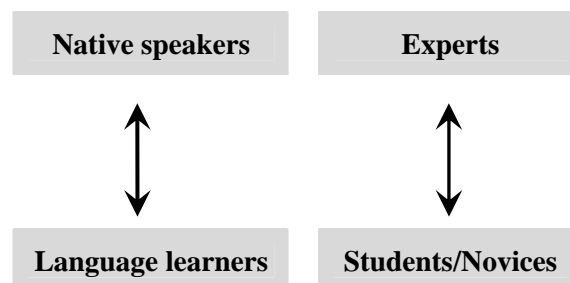 Native speakers
Experts
Language learners
Students/Novices